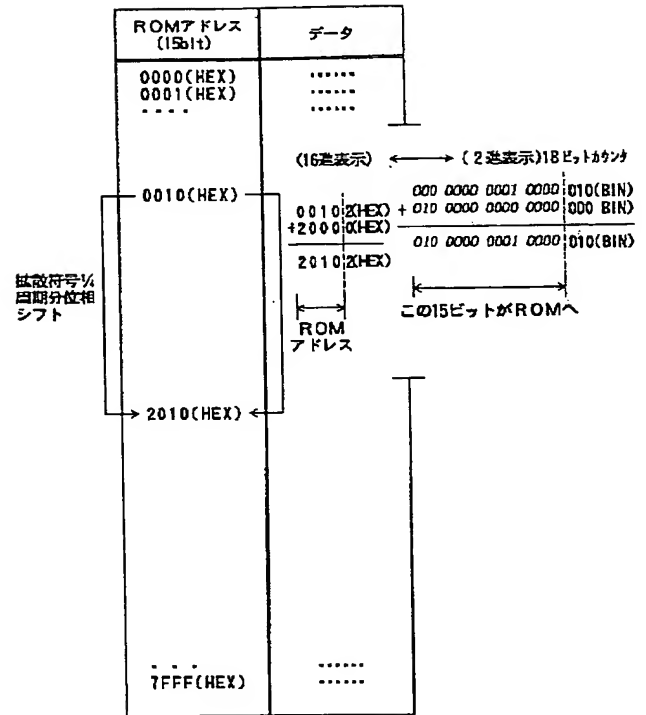 ROMアドレス データ
(15bit)
0000(HEX) ......
0001(HEX) ......
. . . .
(16進表示) ←→ (2進表示)18ビットカウンタ
0010(HEX)
000 0000 0001 0000 010(BIN)
0010 2(HEX) + 010 0000 0000 0000 000 BIN)
+2000 0(HEX)
010 0000 0001 0000 010(BIN)
2010 2(HEX)
拡散符号1/4
周期分位相
シフト
この15ビットがROMへ
ROM
アドレス
2010(HEX)
. . . ......
7FFF(HEX) ......